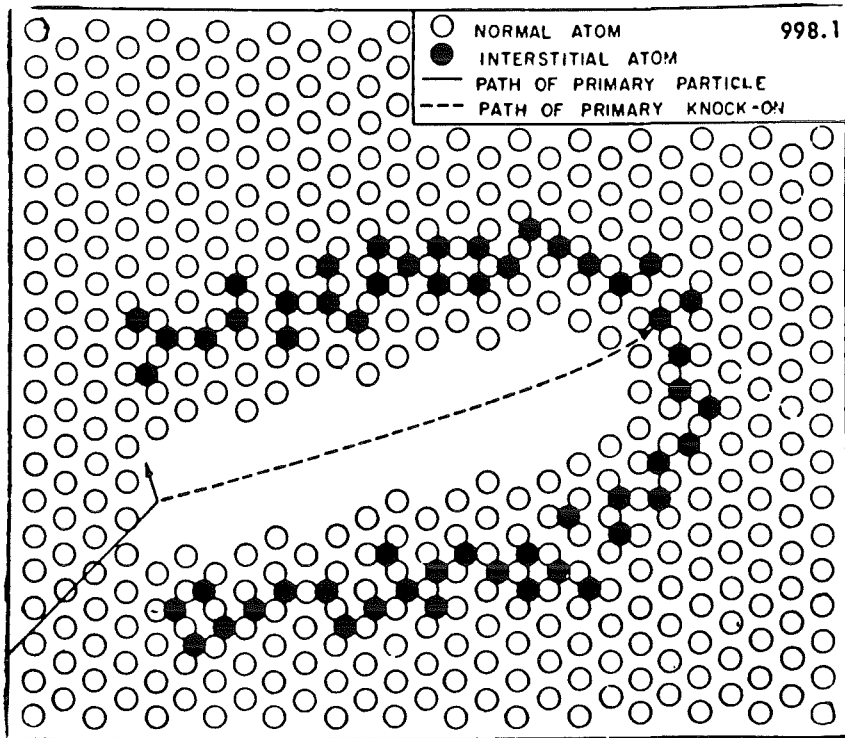 NORMAL ATOM 998.1
INTERSTITIAL ATOM
PATH OF PRIMARY PARTICLE
PATH OF PRIMARY KNOCK-ON